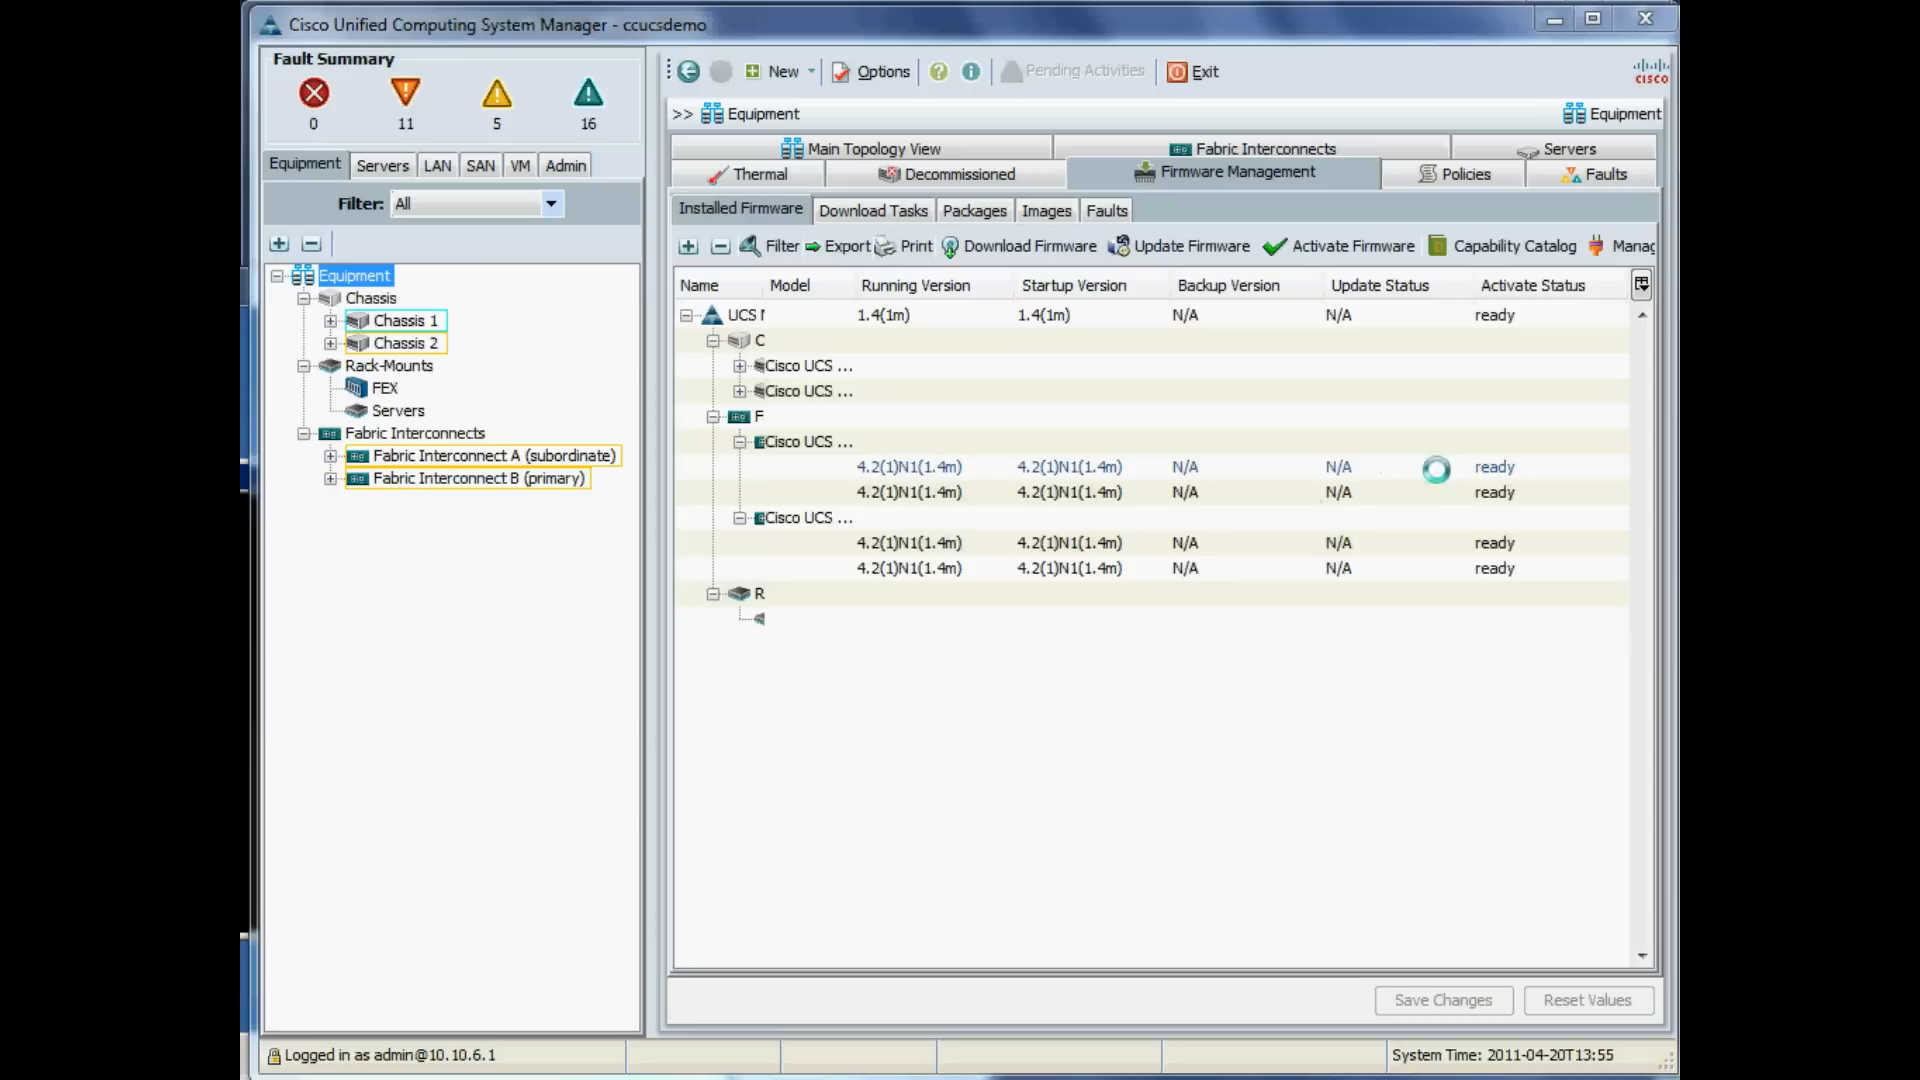 Cisco Unified Computing System Manager - ccucsdemo
Fault Summary
0 11 5 16
New Options Pending Activities Exit
cisco
>> Equipment Equipment
Main Topology View Fabric Interconnects Servers
Thermal Decommissioned Firmware Management Policies Faults
Installed Firmware Download Tasks Packages Images Faults
Filter Export Print Download Firmware Update Firmware Activate Firmware Capability Catalog Manag
Equipment Servers LAN SAN VM Admin
Filter: All
Equipment
Chassis
Chassis 1
Chassis 2
Rack-Mounts
FEX
Servers
Fabric Interconnects
Fabric Interconnect A (subordinate)
Fabric Interconnect B (primary)
Name Model Running Version Startup Version Backup Version Update Status Activate Status
UCS 1.4(1m) 1.4(1m) N/A N/A ready
C
Cisco UCS ...
Cisco UCS ...
F
Cisco UCS ...
4.2(1)N1(1.4m) 4.2(1)N1(1.4m) N/A N/A ready
4.2(1)N1(1.4m) 4.2(1)N1(1.4m) N/A N/A ready
Cisco UCS ...
4.2(1)N1(1.4m) 4.2(1)N1(1.4m) N/A N/A ready
4.2(1)N1(1.4m) 4.2(1)N1(1.4m) N/A N/A ready
R
Save Changes Reset Values
Logged in as admin@10.10.6.1 System Time: 2011-04-20T13:55